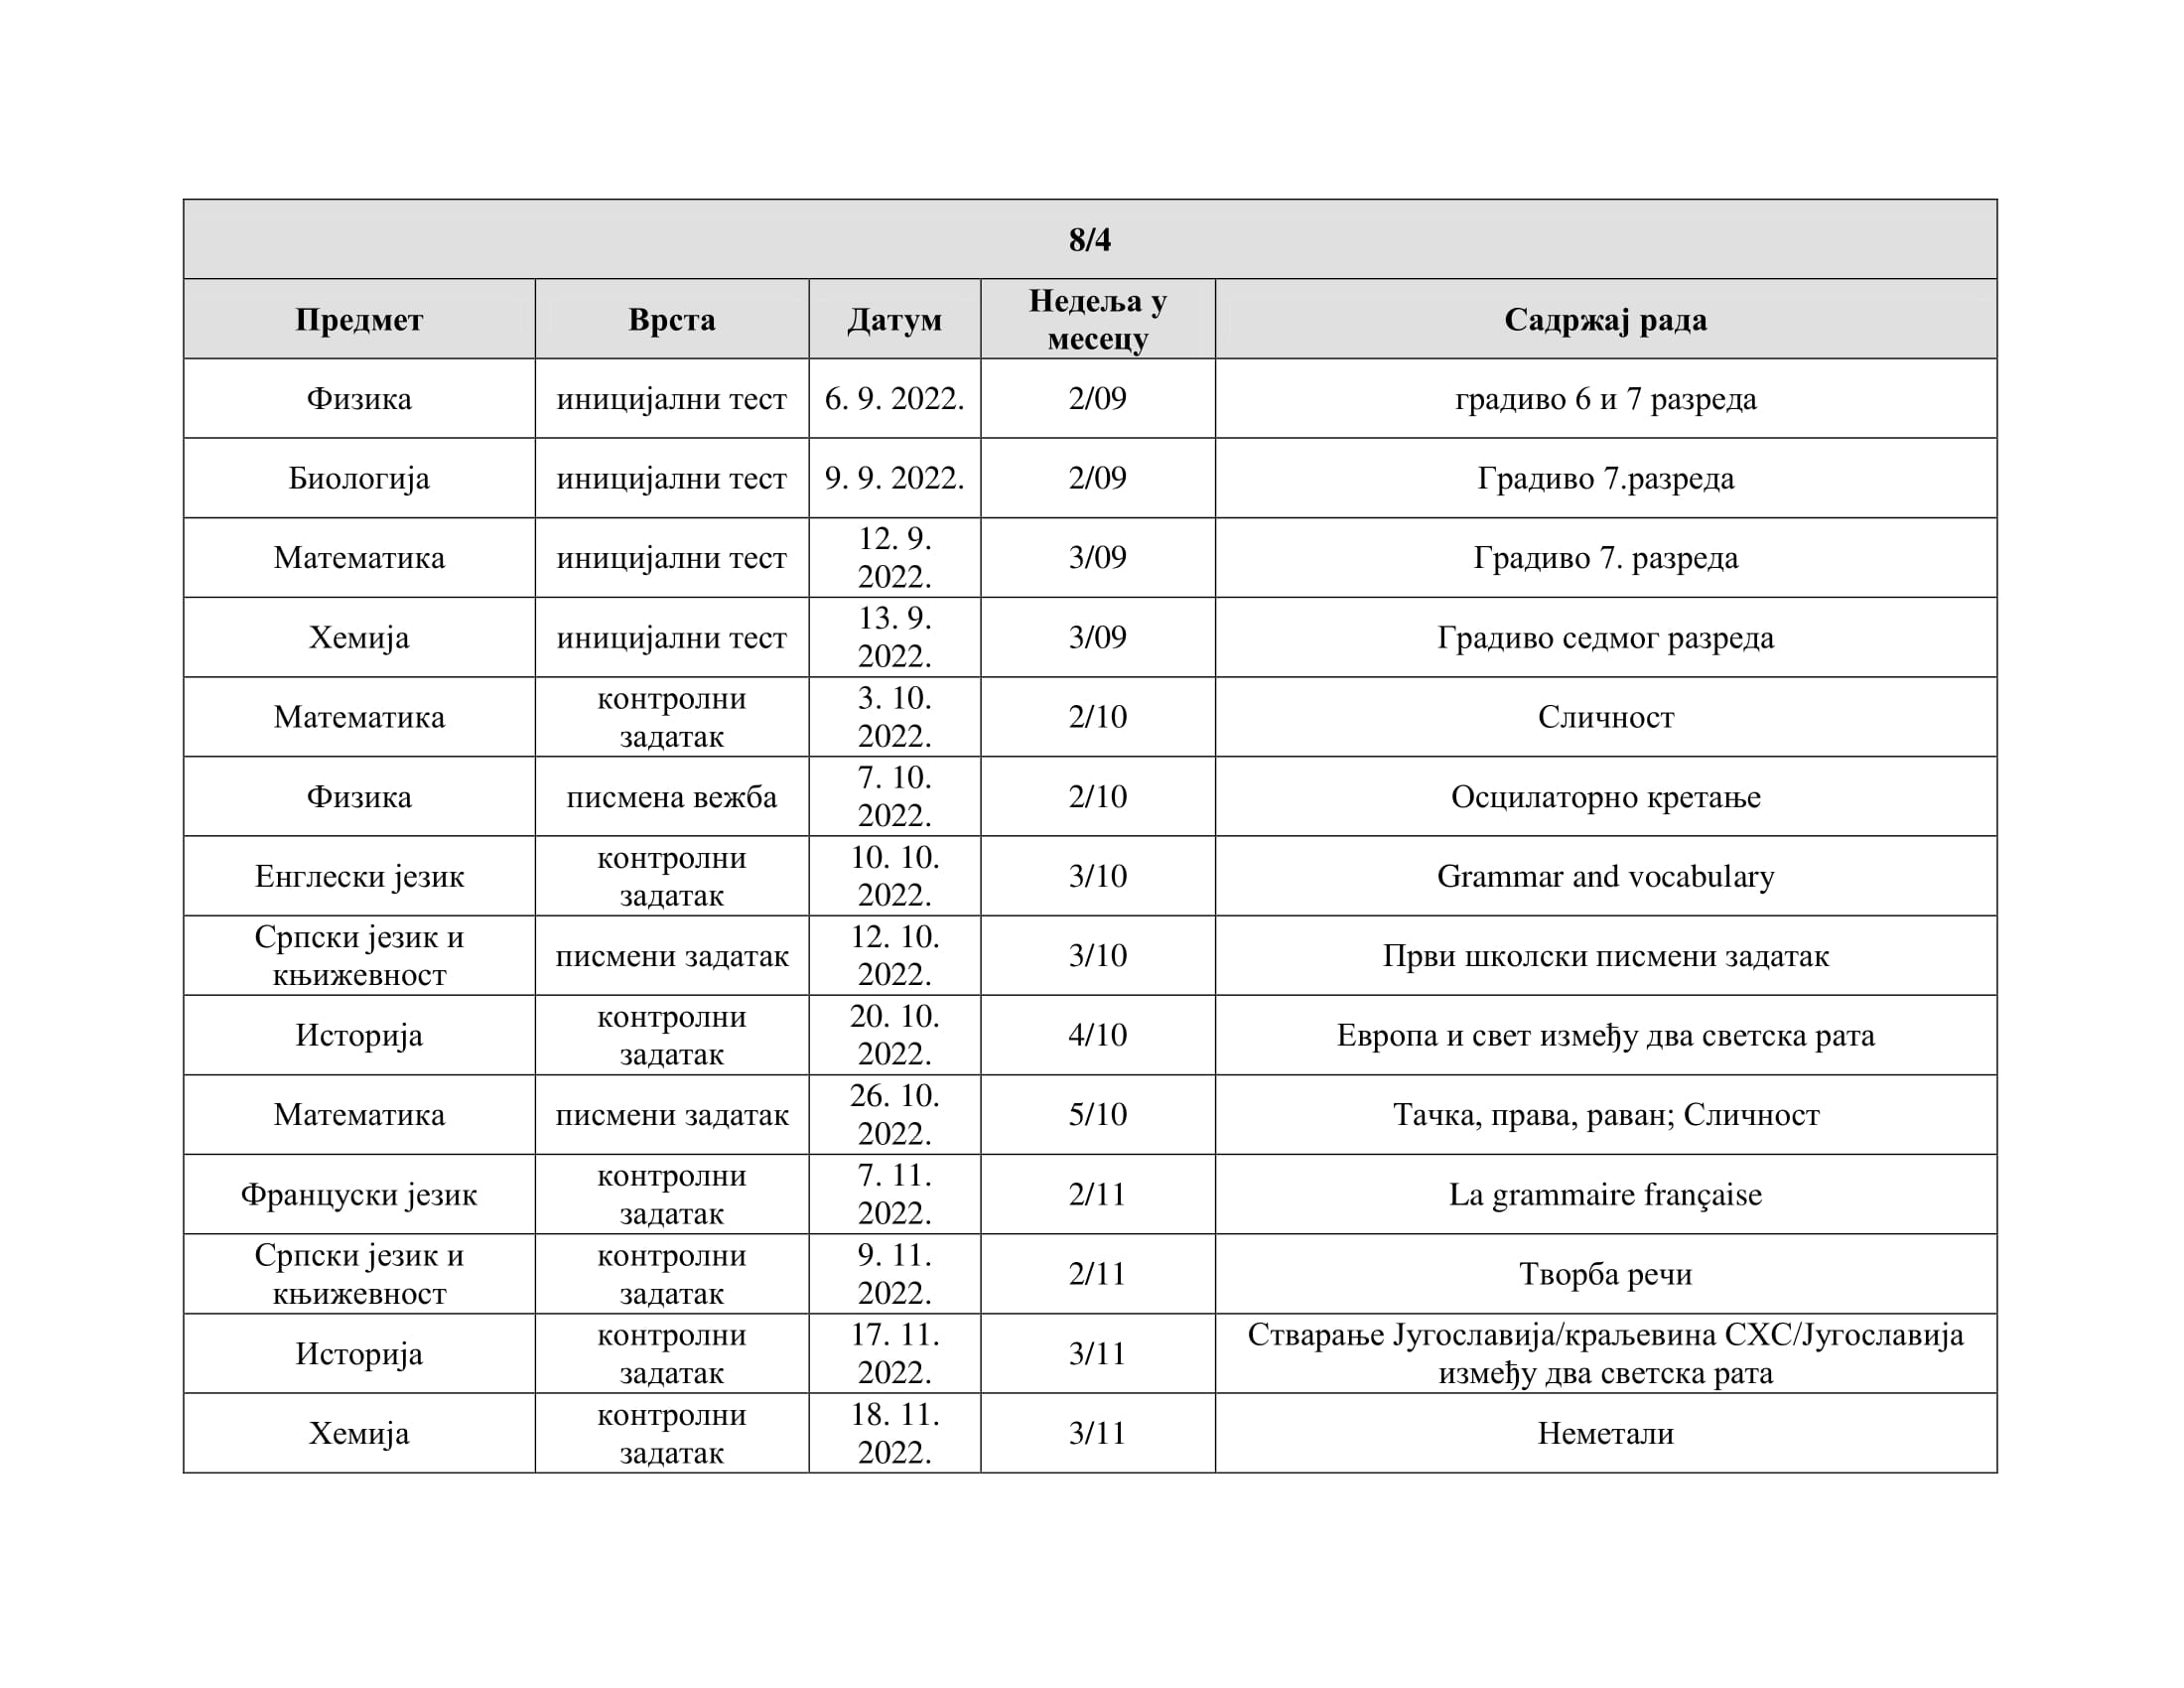 8/4
Предмет
Врста
Датум
Недеља у
месецу
Садржај рада
Физика
иницијални тест
6. 9. 2022.
2/09
градиво 6 и 7 разреда
Биологија
иницијални тест
9. 9. 2022.
2/09
Градиво 7.разреда
Математика
иницијални тест
12. 9.
2022.
3/09
Градиво 7. разреда
Хемија
иницијални тест
13. 9.
2022.
3/09
Градиво седмог разреда
Математика
контролни
задатак
3. 10.
2022.
2/10
Сличност
Физика
писмена вежба
7. 10.
2022.
2/10
Осцилаторно кретање
Енглески језик
контролни
задатак
10. 10.
2022.
3/10
Grammar and vocabulary
Српски језик и
књижевност
писмени задатак
12. 10.
2022.
3/10
Први школски писмени задатак
Историја
контролни
задатак
20. 10.
2022.
4/10
Европа и свет између два светска рата
Математика
писмени задатак
26. 10.
2022.
5/10
Тачка, права, раван; Сличност
Француски језик
контролни
задатак
7. 11.
2022.
2/11
La grammaire française
Српски језик и
књижевност
контролни
задатак
9. 11.
2022.
2/11
Творба речи
Историја
контролни
задатак
17. 11.
2022.
3/11
Стварање Југославија/краљевина СХС/Југославија
између два светска рата
Хемија
контролни
задатак
18. 11.
2022.
3/11
Неметали